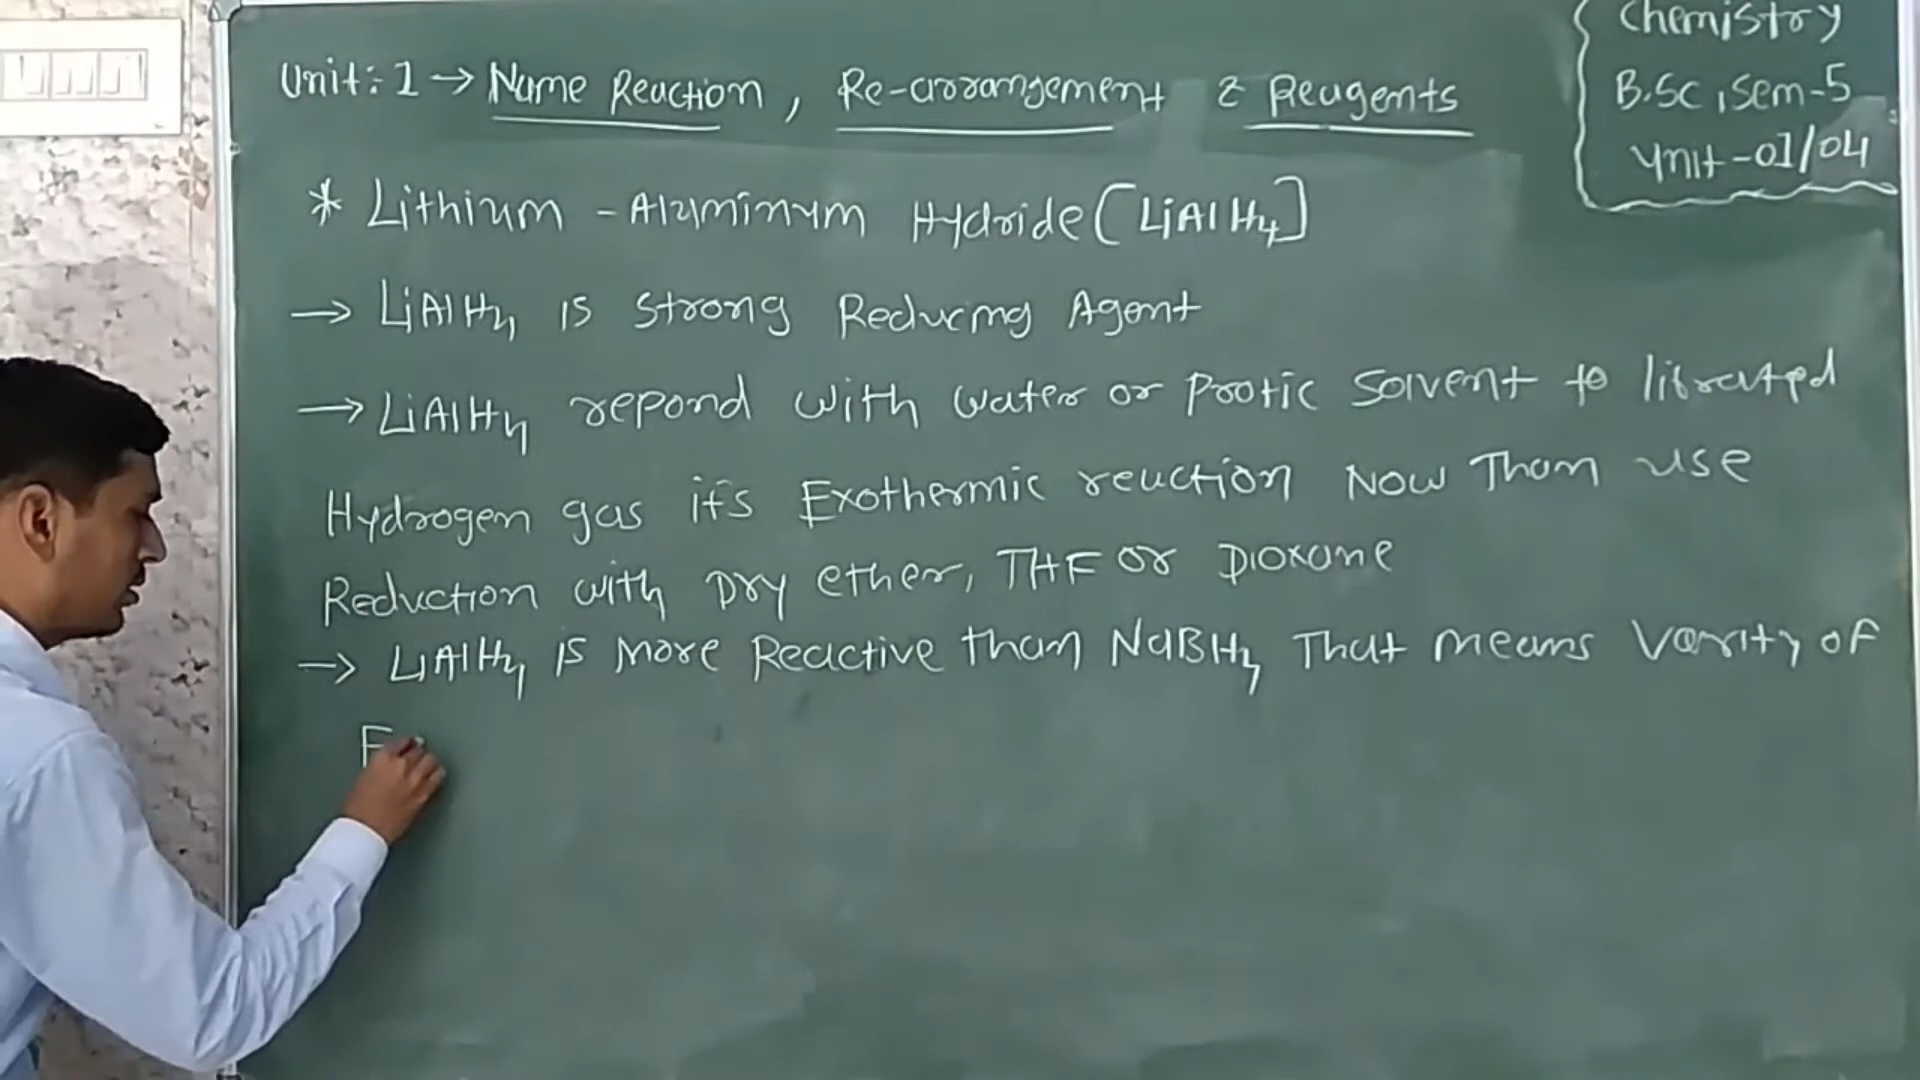 Unit:1 → Name Reaction, Re-arrangement & Reagents
Chemistry
B.Sc, Sem-5
Unit-01/04
* Lithium-Aluminum Hydride [LiAlH4]
→ LiAlH4 is Strong Reducing Agent
→ LiAlH4 repond with water or Protic Solvent to librated
Hydrogen gas it's Exothermic reaction Now Than use
Reduction with Dry ether, THF or Dioxane
→ LiAlH4 is more Reactive than NaBH4 That means Varity of
F